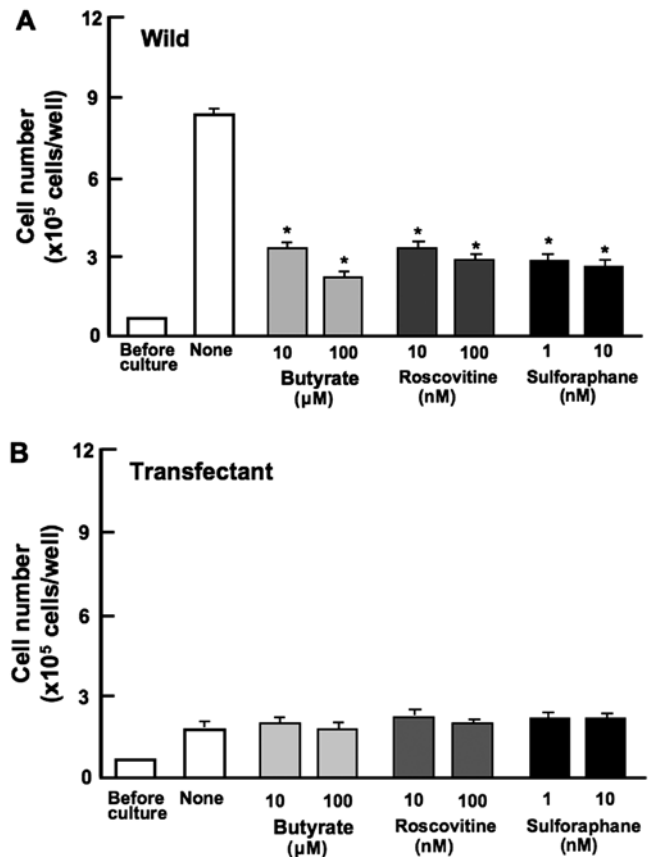 A
Wild
12
9
6
3
0
Cell number
(x10⁵ cells/well)
* * * * * *
Before culture
None
10 100 10 100 1 10
Butyrate (µM)
Roscovitine (nM)
Sulforaphane (nM)
B
Transfectant
12
9
6
3
0
Cell number
(x10⁵ cells/well)
Before culture
None
10 100 10 100 1 10
Butyrate (µM)
Roscovitine (nM)
Sulforaphane (nM)